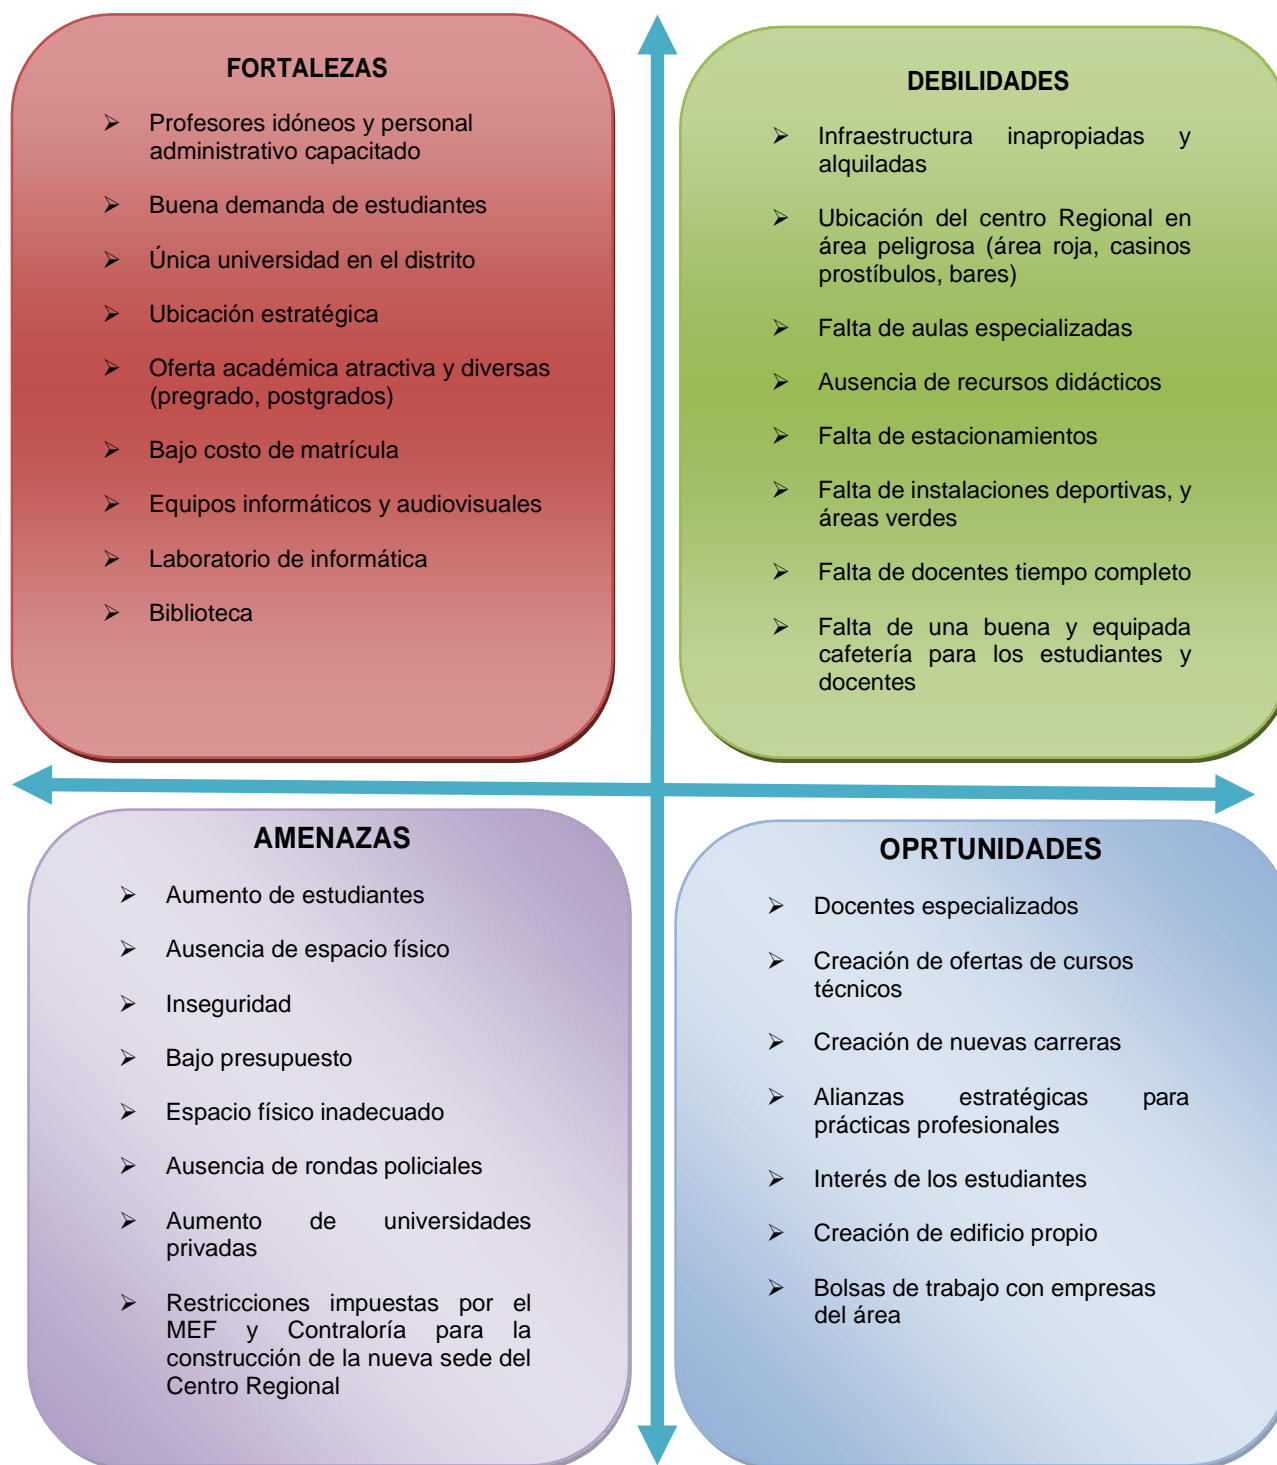 FORTALEZAS
Profesores idóneos y personal
administrativo capacitado
Buena demanda de estudiantes
Única universidad en el distrito
Ubicación estratégica
Oferta académica atractiva y diversas
(pregrado, postgrados)
Bajo costo de matrícula
Equipos informáticos y audiovisuales
Laboratorio de informática
Biblioteca
DEBILIDADES
Infraestructura inapropiadas y
alquiladas
Ubicación del centro Regional en
área peligrosa (área roja, casinos
prostíbulos, bares)
Falta de aulas especializadas
Ausencia de recursos didácticos
Falta de estacionamientos
Falta de instalaciones deportivas, y
áreas verdes
Falta de docentes tiempo completo
Falta de una buena y equipada
cafetería para los estudiantes y
docentes
AMENAZAS
Aumento de estudiantes
Ausencia de espacio físico
Inseguridad
Bajo presupuesto
Espacio físico inadecuado
Ausencia de rondas policiales
Aumento de universidades
privadas
Restricciones impuestas por el
MEF y Contraloría para la
construcción de la nueva sede del
Centro Regional
OPRTUNIDADES
Docentes especializados
Creación de ofertas de cursos
técnicos
Creación de nuevas carreras
Alianzas estratégicas para
prácticas profesionales
Interés de los estudiantes
Creación de edificio propio
Bolsas de trabajo con empresas
del área